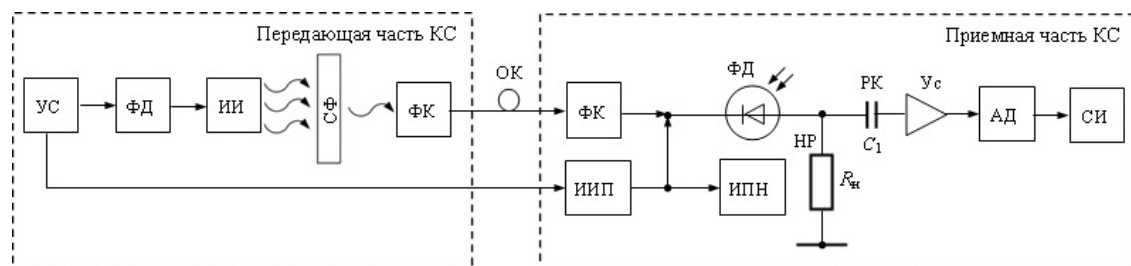 Передающая часть КС
Приемная часть КС
УС
ФД
ИИ
СФ
ФК
ОК
ФК
ФД
РК
Ус
АД
СИ
C1
НР
Rн
ИИП
ИПН